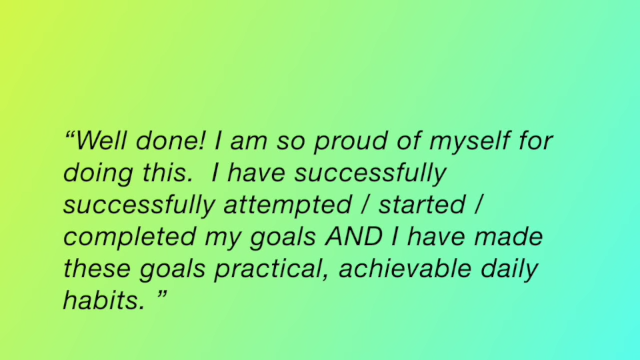 “Well done! I am so proud of myself for
doing this.  I have successfully
successfully attempted / started /
completed my goals AND I have made
these goals practical, achievable daily
habits. ”